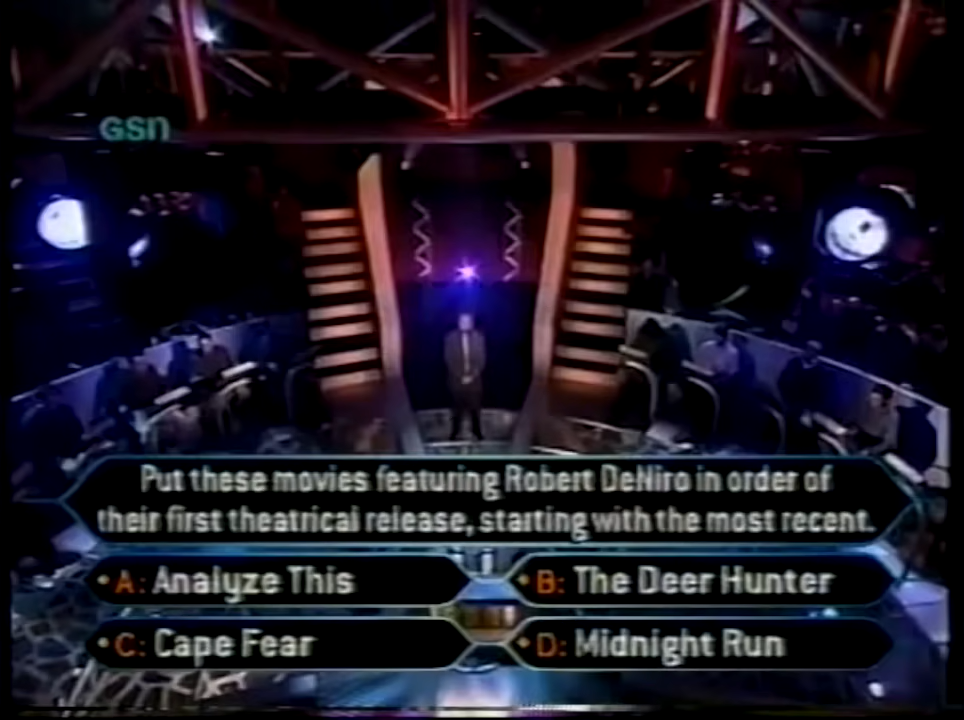 GSN
Put these movies featuring Robert DeNiro in order of
their first theatrical release, starting with the most recent.
A: Analyze This
B: The Deer Hunter
C: Cape Fear
D: Midnight Run